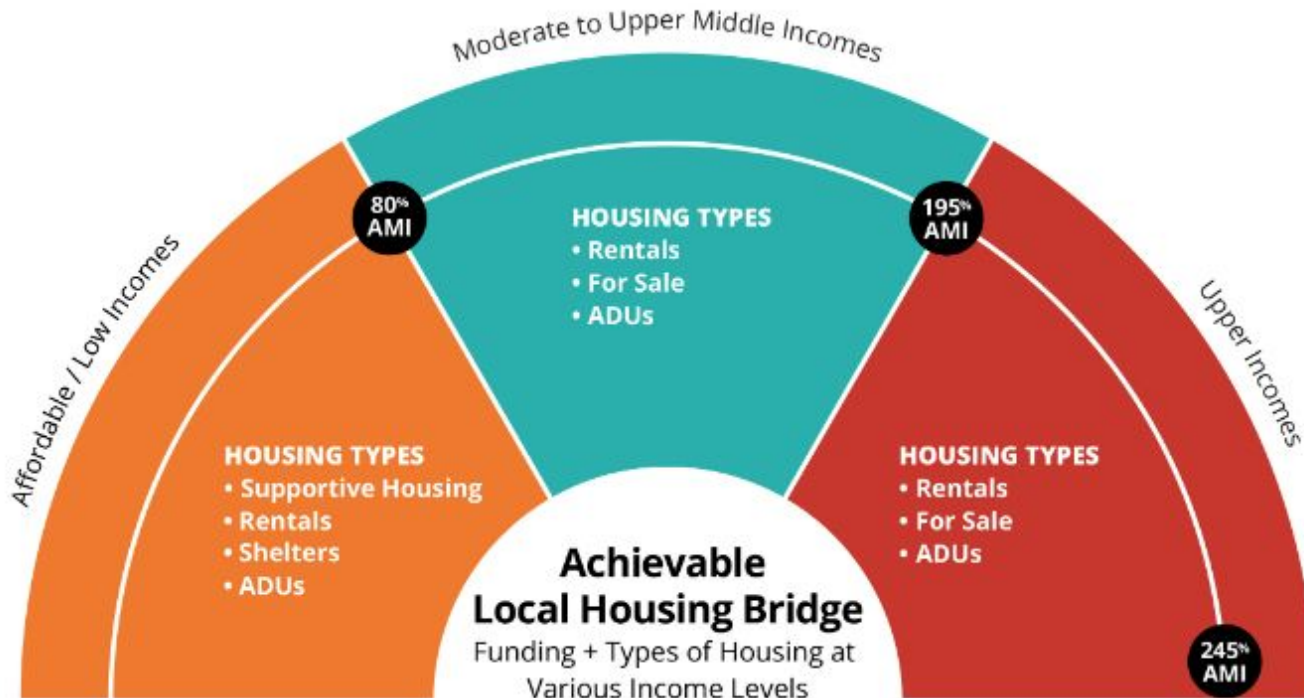 Moderate to Upper Middle Incomes
Affordable / Low Incomes
Upper Incomes
80%
AMI
195%
AMI
245%
AMI
HOUSING TYPES
• Rentals
• For Sale
• ADUs
HOUSING TYPES
• Supportive Housing
• Rentals
• Shelters
• ADUs
HOUSING TYPES
• Rentals
• For Sale
• ADUs
Achievable
Local Housing Bridge
Funding + Types of Housing at
Various Income Levels